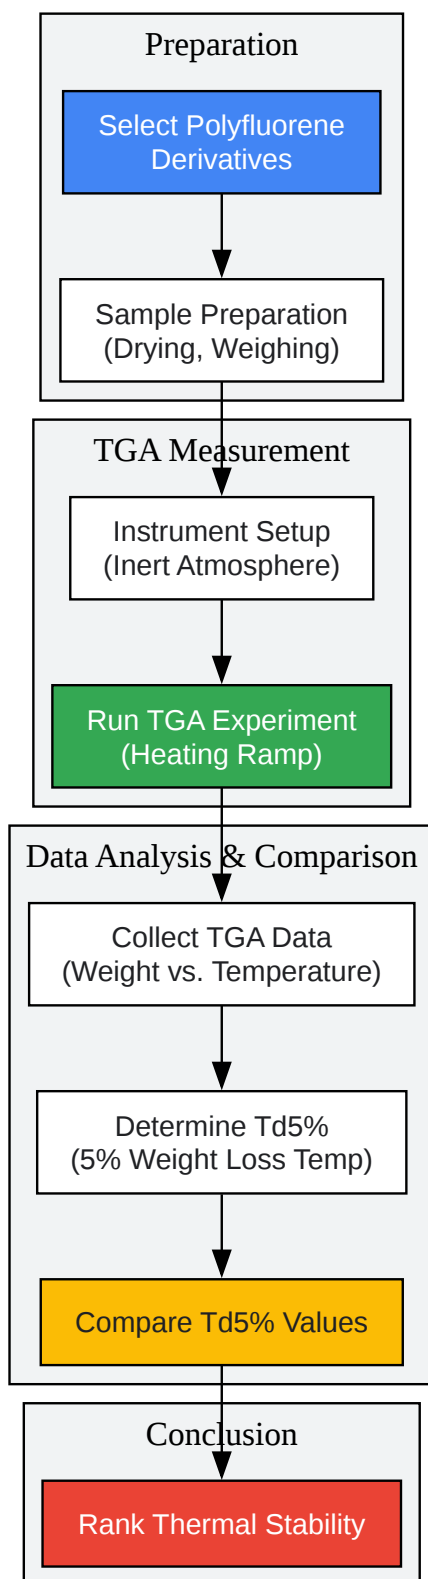 Preparation
Select Polyfluorene
Derivatives
Sample Preparation
(Drying, Weighing)
TGA Measurement
Instrument Setup
(Inert Atmosphere)
Run TGA Experiment
(Heating Ramp)
Data Analysis & Comparison
Collect TGA Data
(Weight vs. Temperature)
Determine Td5%
(5% Weight Loss Temp)
Compare Td5% Values
Conclusion
Rank Thermal Stability